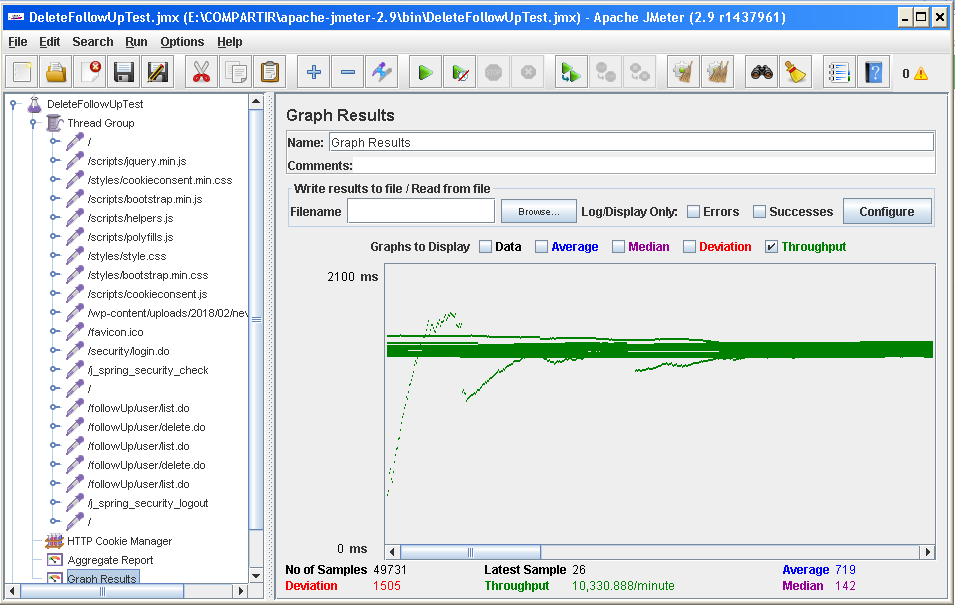 DeleteFollowUpTest.jmx (E:\COMPARTIR\apache-jmeter-2.9\bin\DeleteFollowUpTest.jmx) - Apache JMeter (2.9 r1437961)
File Edit Search Run Options Help
0
DeleteFollowUpTest
Thread Group
/
/scripts/jquery.min.js
/styles/cookieconsent.min.css
/scripts/bootstrap.min.js
/scripts/helpers.js
/scripts/polyfills.js
/styles/style.css
/styles/bootstrap.min.css
/scripts/cookieconsent.js
/wp-content/uploads/2018/02/nev
/favicon.ico
/security/login.do
/j_spring_security_check
/
/followUp/user/list.do
/followUp/user/delete.do
/followUp/user/list.do
/followUp/user/delete.do
/followUp/user/list.do
/j_spring_security_logout
/
HTTP Cookie Manager
Aggregate Report
Graph Results
Graph Results
Name: Graph Results
Comments:
Write results to file / Read from file
Filename Browse... Log/Display Only: Errors Successes Configure
Graphs to Display Data Average Median Deviation Throughput
2100 ms
0 ms
No of Samples 49731 Latest Sample 26 Average 719
Deviation 1505 Throughput 10,330.888/minute Median 142